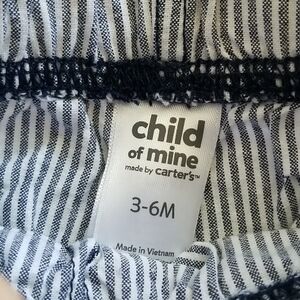 child
of mine
made by carter's™
3-6M
Made in Vietnam